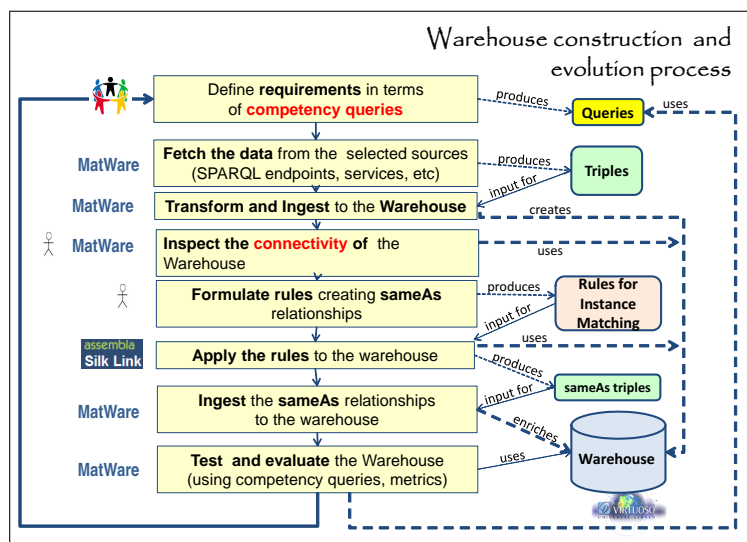 Warehouse construction and
evolution process
Define requirements in terms
of competency queries
produces
Queries
uses
MatWare
Fetch the data from the selected sources
(SPARQL endpoints, services, etc)
produces
Triples
input for
MatWare
Transform and Ingest to the Warehouse
creates
MatWare
Inspect the connectivity of the
Warehouse
uses
Formulate rules creating sameAs
relationships
produces
Rules for
Instance
Matching
input for
assembla
Silk Link
Apply the rules to the warehouse
uses
produces
sameAs triples
input for
MatWare
Ingest the sameAs relationships
to the warehouse
enriches
Warehouse
MatWare
Test and evaluate the Warehouse
(using competency queries, metrics)
uses
VIRTUOSO